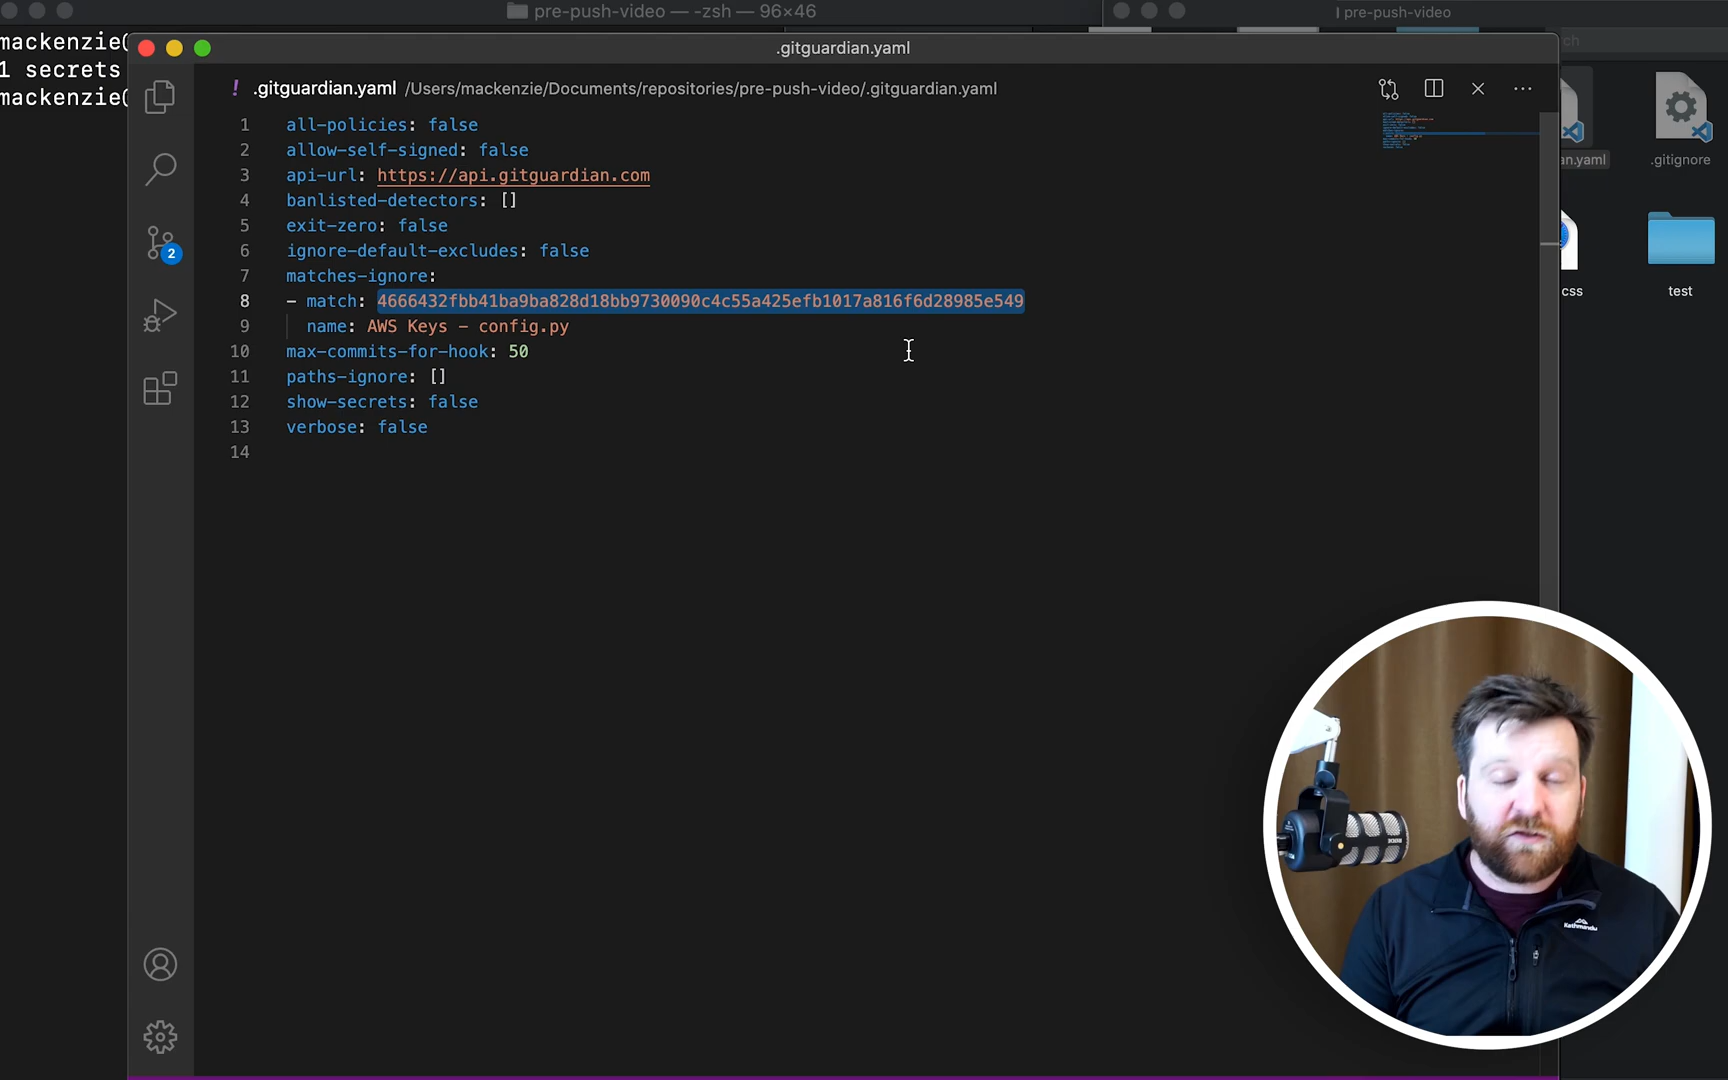 pre-push-video — -zsh — 96×46
pre-push-video
mackenzie@
1 secrets
mackenzie@
.gitguardian.yaml
! .gitguardian.yaml /Users/mackenzie/Documents/repositories/pre-push-video/.gitguardian.yaml
1 all-policies: false
2 allow-self-signed: false
3 api-url: https://api.gitguardian.com
4 banlisted-detectors: []
5 exit-zero: false
6 ignore-default-excludes: false
7 matches-ignore:
8 - match: 4666432fbb41ba9ba828d18bb9730090c4c55a425efb1017a816f6d28985e549
9 name: AWS Keys - config.py
10 max-commits-for-hook: 50
11 paths-ignore: []
12 show-secrets: false
13 verbose: false
14
2
an.yaml
.gitignore
css
test
Kathmandu
RODE